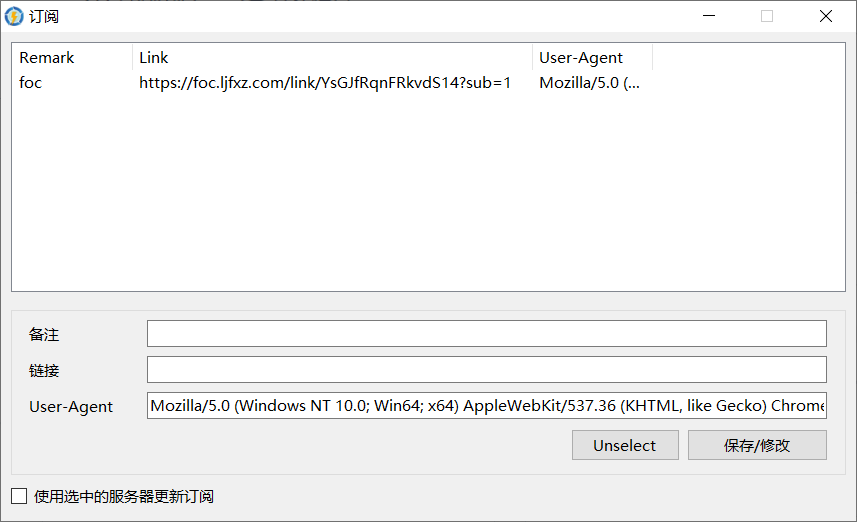 订阅
Remark Link User-Agent
foc https://foc.ljfxz.com/link/YsGJfRqnFRkvdS14?sub=1 Mozilla/5.0 (...
备注
链接
User-Agent Mozilla/5.0 (Windows NT 10.0; Win64; x64) AppleWebKit/537.36 (KHTML, like Gecko) Chrome
Unselect 保存/修改
使用选中的服务器更新订阅